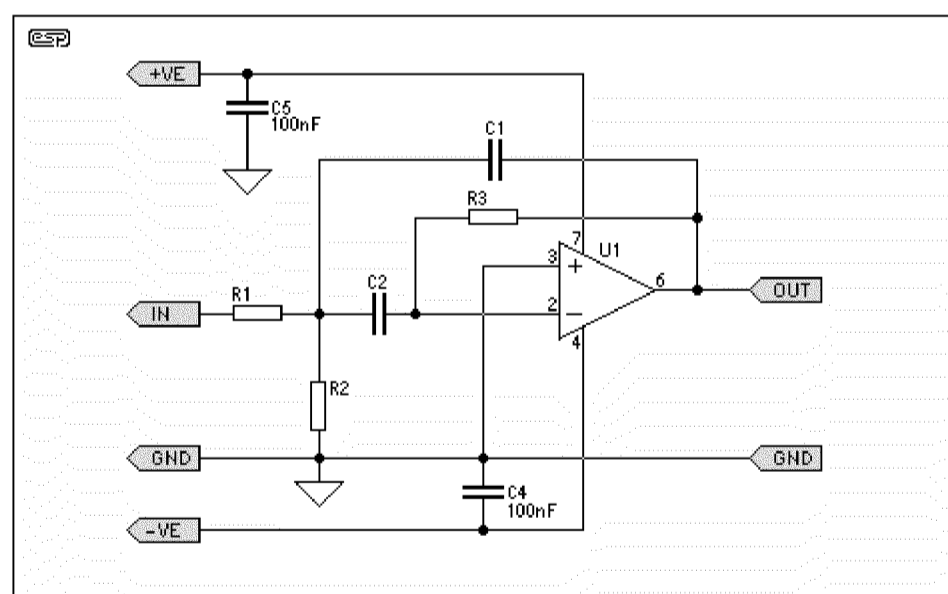 esp
+VE
C5
100nF
C1
R3
7
U1
3
+
C2
6
R1
IN
2
−
OUT
4
R2
GND
GND
C4
100nF
-VE